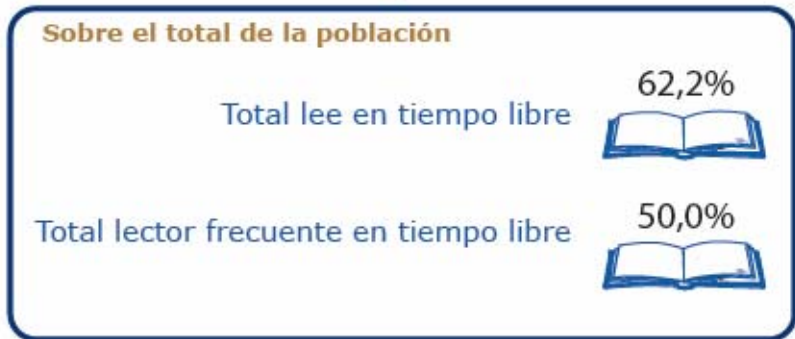 Sobre el total de la población
62,2%
Total lee en tiempo libre
50,0%
Total lector frecuente en tiempo libre